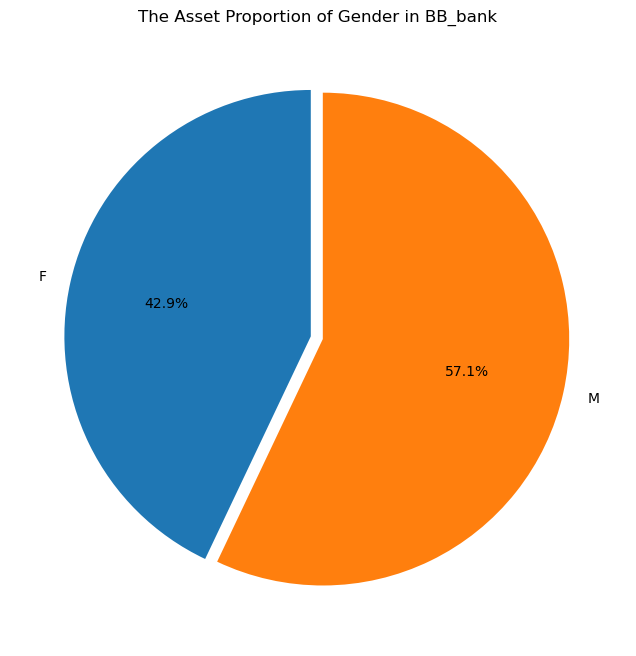 The Asset Proportion of Gender in BB_bank
F
42.9%
57.1%
M